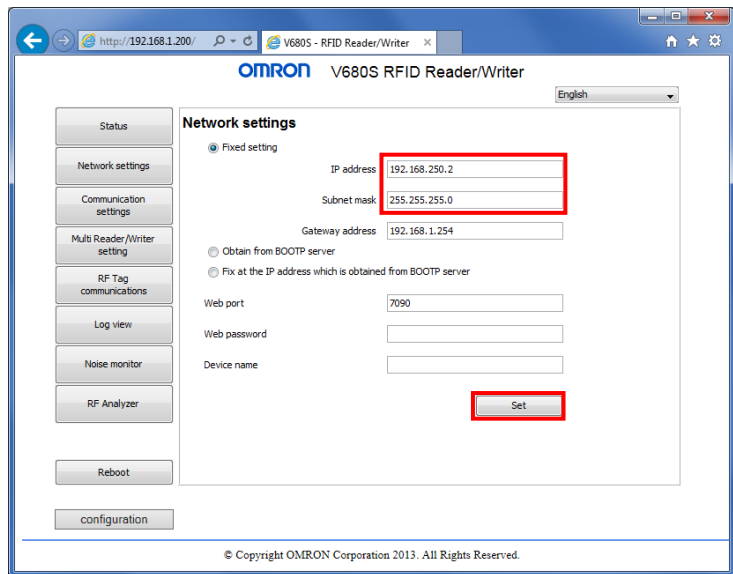 http://192.168.1.200/
V680S - RFID Reader/Writer
OMRON V680S RFID Reader/Writer
English
Status
Network settings
Communication
settings
Multi Reader/Writer
setting
RF Tag
communications
Log view
Noise monitor
RF Analyzer
Reboot
configuration
Network settings
Fixed setting
IP address 192.168.250.2
Subnet mask 255.255.255.0
Gateway address 192.168.1.254
Obtain from BOOTP server
Fix at the IP address which is obtained from BOOTP server
Web port 7090
Web password
Device name
Set
© Copyright OMRON Corporation 2013. All Rights Reserved.